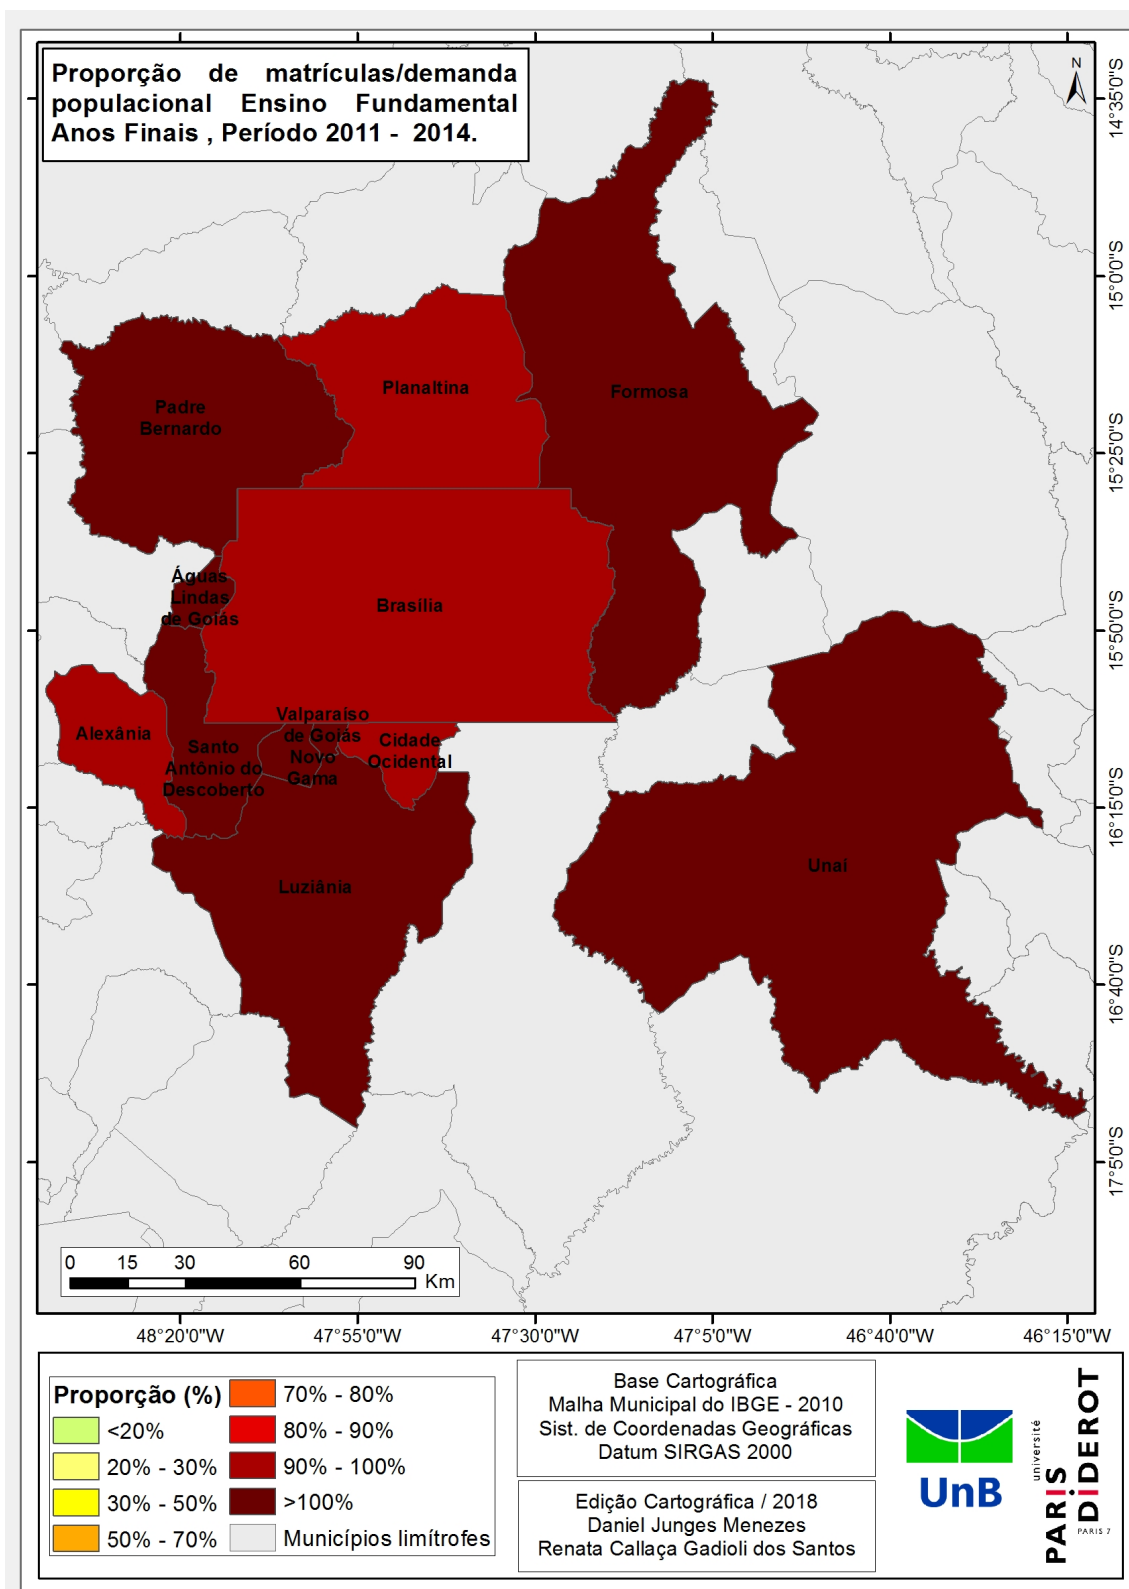 Proporção de matrículas/demanda
populacional Ensino Fundamental
Anos Finais , Período 2011 - 2014.
N
14°35'0"S
15°0'0"S
15°25'0"S
15°50'0"S
16°15'0"S
16°40'0"S
17°5'0"S
Planaltina
Formosa
Padre
Bernardo
Águas
Lindas
de Goiás
Brasília
Alexânia
Valparaiso
de Goiás
Novo
Gama
Cidade
Ocidental
Santo
Antônio do
Descoberto
Luziânia
Unaí
0 15 30 60 90
Km
48°20'0"W 47°55'0"W 47°30'0"W 47°5'0"W 46°40'0"W 46°15'0"W
Proporção (%)
<20%
20% - 30%
30% - 50%
50% - 70%
70% - 80%
80% - 90%
90% - 100%
>100%
Municípios limítrofes
Base Cartográfica
Malha Municipal do IBGE - 2010
Sist. de Coordenadas Geográficas
Datum SIRGAS 2000
Edição Cartográfica / 2018
Daniel Junges Menezes
Renata Callaça Gadioli dos Santos
UnB
université
PARIS
DiDEROT
PARIS 7